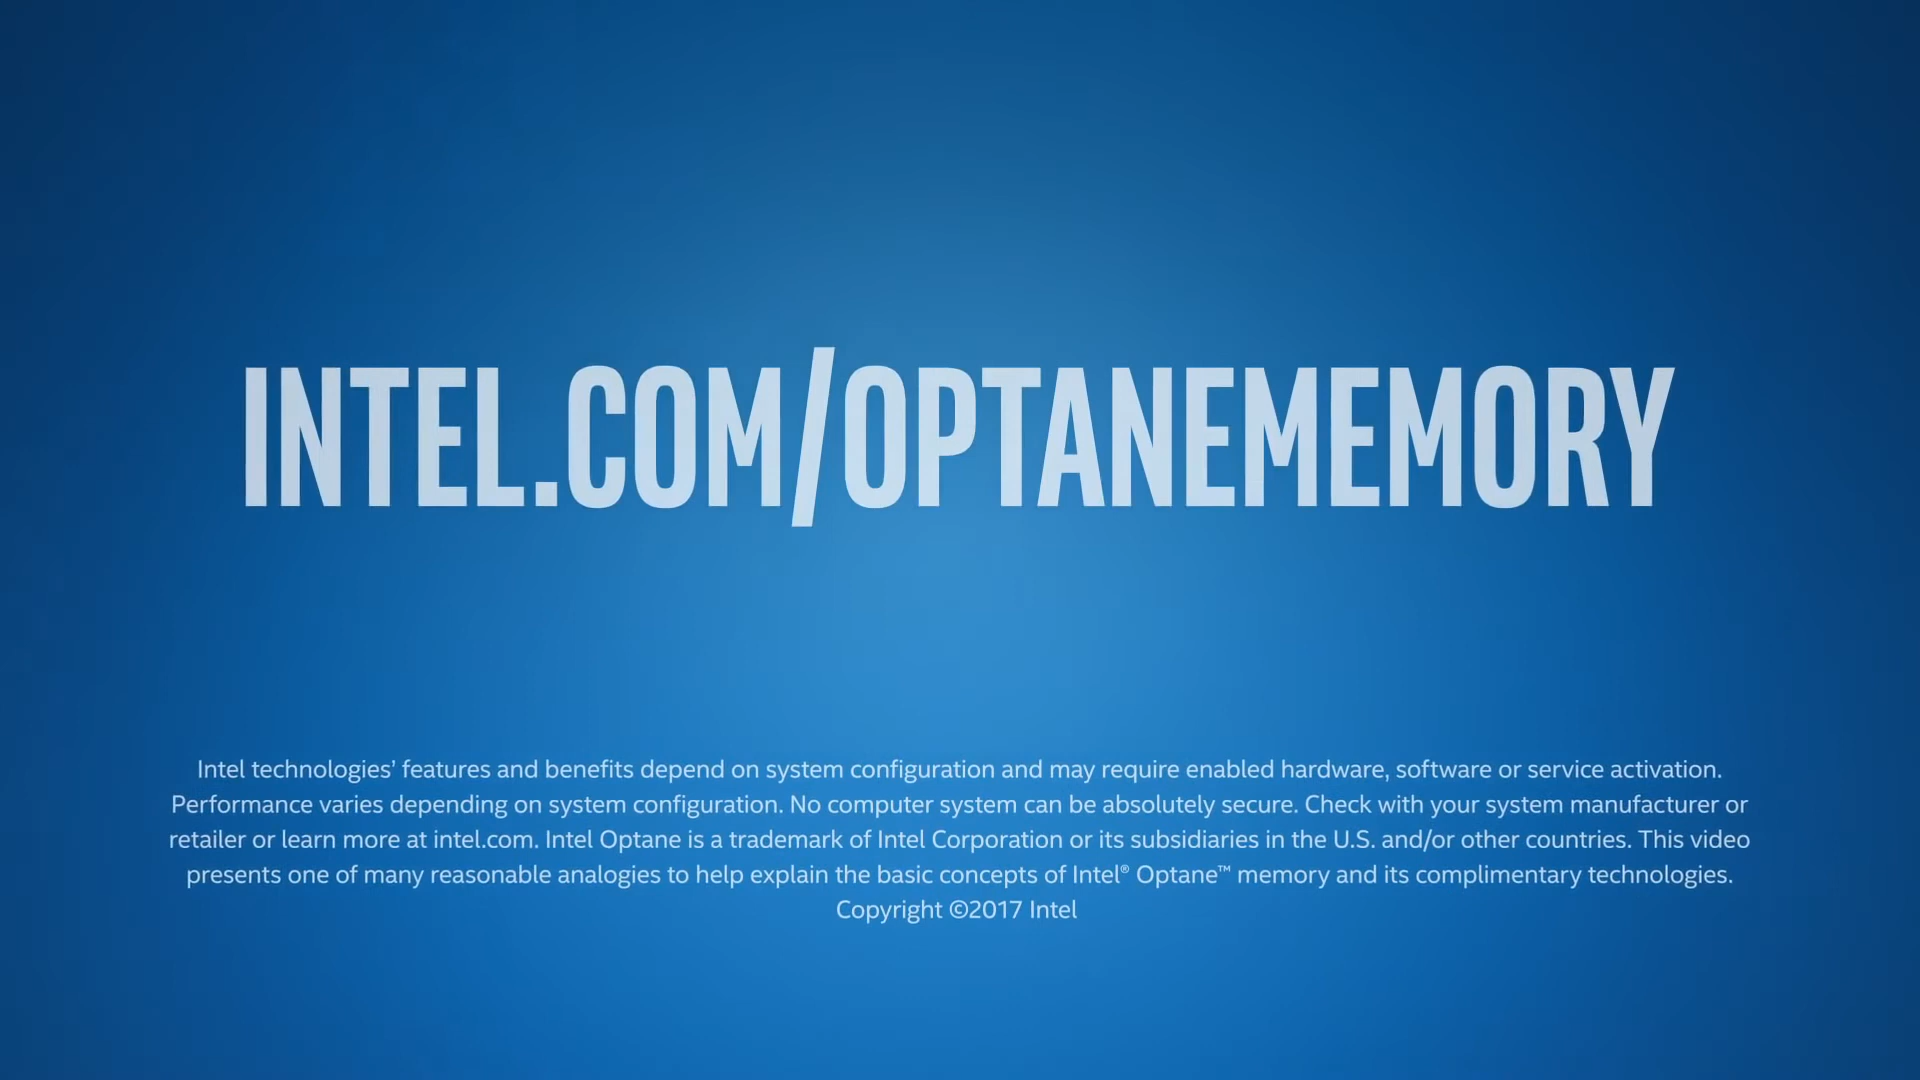 INTEL.COM/OPTANEMEMORY
Intel technologies’ features and benefits depend on system configuration and may require enabled hardware, software or service activation.
Performance varies depending on system configuration. No computer system can be absolutely secure. Check with your system manufacturer or
retailer or learn more at intel.com. Intel Optane is a trademark of Intel Corporation or its subsidiaries in the U.S. and/or other countries. This video
presents one of many reasonable analogies to help explain the basic concepts of Intel® Optane™ memory and its complimentary technologies.
Copyright ©2017 Intel